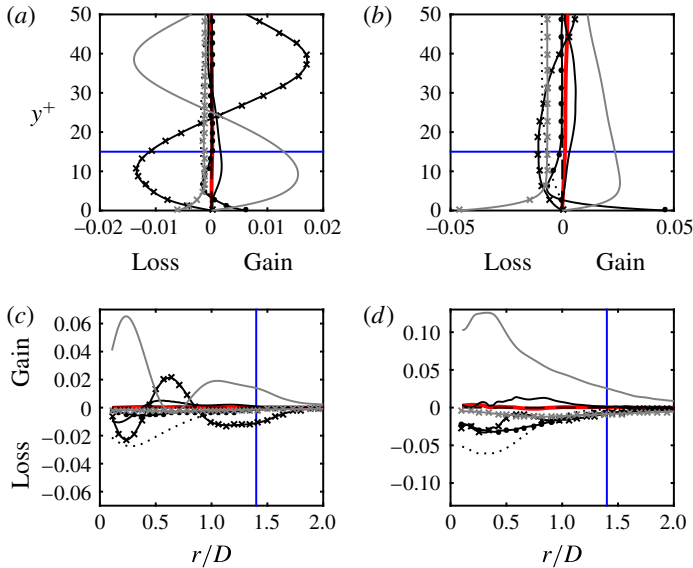 (a)
50
40
30
20
10
0
y+
−0.02 −0.01 0 0.01 0.02
Loss Gain
(b)
50
40
30
20
10
0
−0.05 0 0.05
Loss Gain
(c)
0.06
0.04
0.02
0
−0.02
−0.04
−0.06
Gain
Loss
0 0.5 1.0 1.5 2.0
r/D
(d)
0.10
0.05
0
−0.05
−0.10
0 0.5 1.0 1.5 2.0
r/D